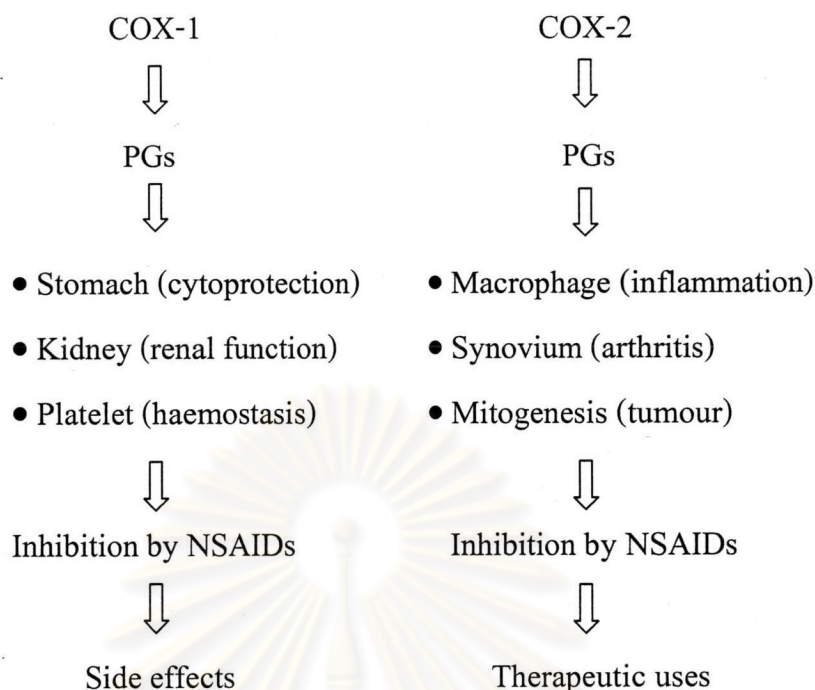 COX-1
PGs
• Stomach (cytoprotection)
• Kidney (renal function)
• Platelet (haemostasis)
Inhibition by NSAIDs
Side effects
COX-2
PGs
• Macrophage (inflammation)
• Synovium (arthritis)
• Mitogenesis (tumour)
Inhibition by NSAIDs
Therapeutic uses